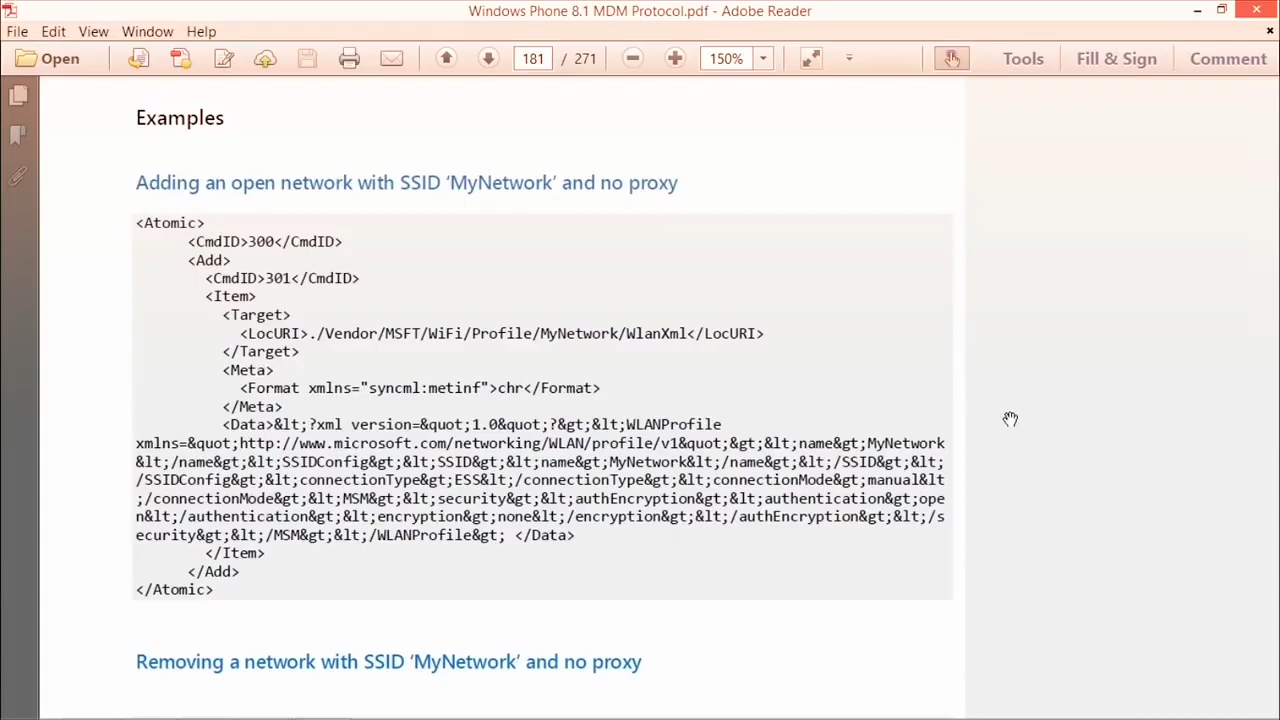 Windows Phone 8.1 MDM Protocol.pdf - Adobe Reader
File Edit View Window Help
Open 181 / 271 150% Tools Fill & Sign Comment
Examples
Adding an open network with SSID ‘MyNetwork’ and no proxy
<Atomic>
<CmdID>300</CmdID>
<Add>
<CmdID>301</CmdID>
<Item>
<Target>
<LocURI>./Vendor/MSFT/WiFi/Profile/MyNetwork/WlanXml</LocURI>
</Target>
<Meta>
<Format xmlns="syncml:metinf">chr</Format>
</Meta>
<Data>&lt;?xml version=&quot;1.0&quot;?&gt;&lt;WLANProfile
xmlns=&quot;http://www.microsoft.com/networking/WLAN/profile/v1&quot;&gt;&lt;name&gt;MyNetwork
&lt;/name&gt;&lt;SSIDConfig&gt;&lt;SSID&gt;&lt;name&gt;MyNetwork&lt;/name&gt;&lt;/SSID&gt;&lt;
/SSIDConfig&gt;&lt;connectionType&gt;ESS&lt;/connectionType&gt;&lt;connectionMode&gt;manual&lt
;/connectionMode&gt;&lt;MSM&gt;&lt;security&gt;&lt;authEncryption&gt;&lt;authentication&gt;ope
n&lt;/authentication&gt;&lt;encryption&gt;none&lt;/encryption&gt;&lt;/authEncryption&gt;&lt;/s
ecurity&gt;&lt;/MSM&gt;&lt;/WLANProfile&gt; </Data>
</Item>
</Add>
</Atomic>
Removing a network with SSID ‘MyNetwork’ and no proxy